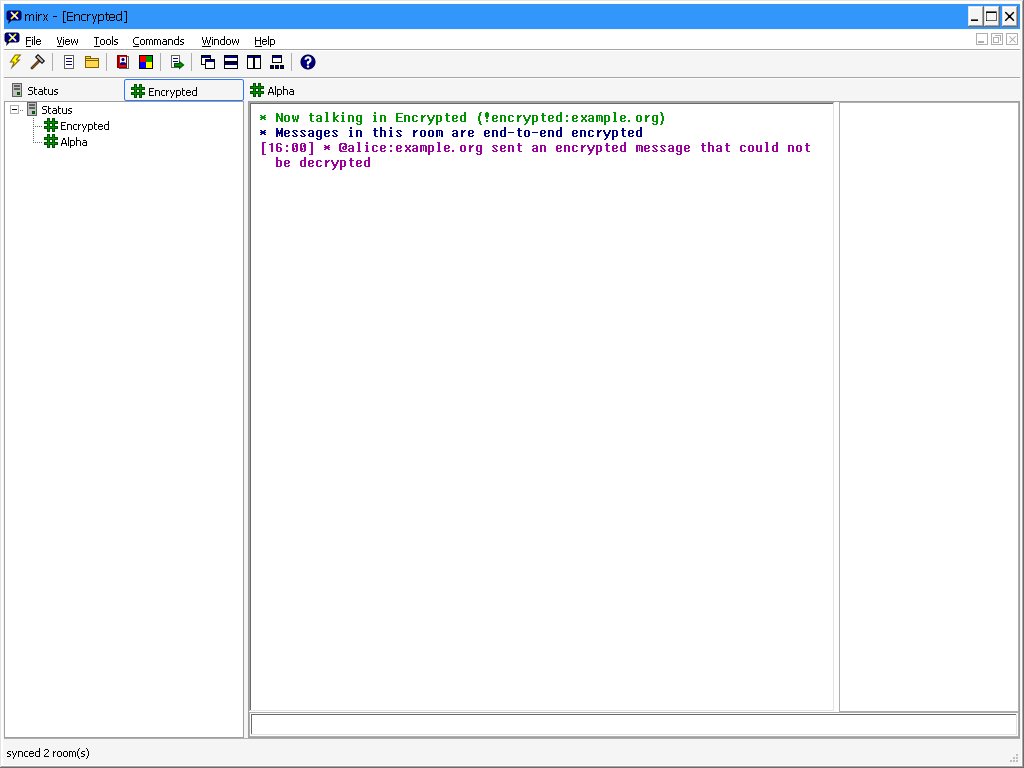 mirx - [Encrypted]
File View Tools Commands Window Help
Status Encrypted Alpha
Status
Encrypted
Alpha
* Now talking in Encrypted (!encrypted:example.org)
* Messages in this room are end-to-end encrypted
[16:00] * @alice:example.org sent an encrypted message that could not
be decrypted
synced 2 room(s)